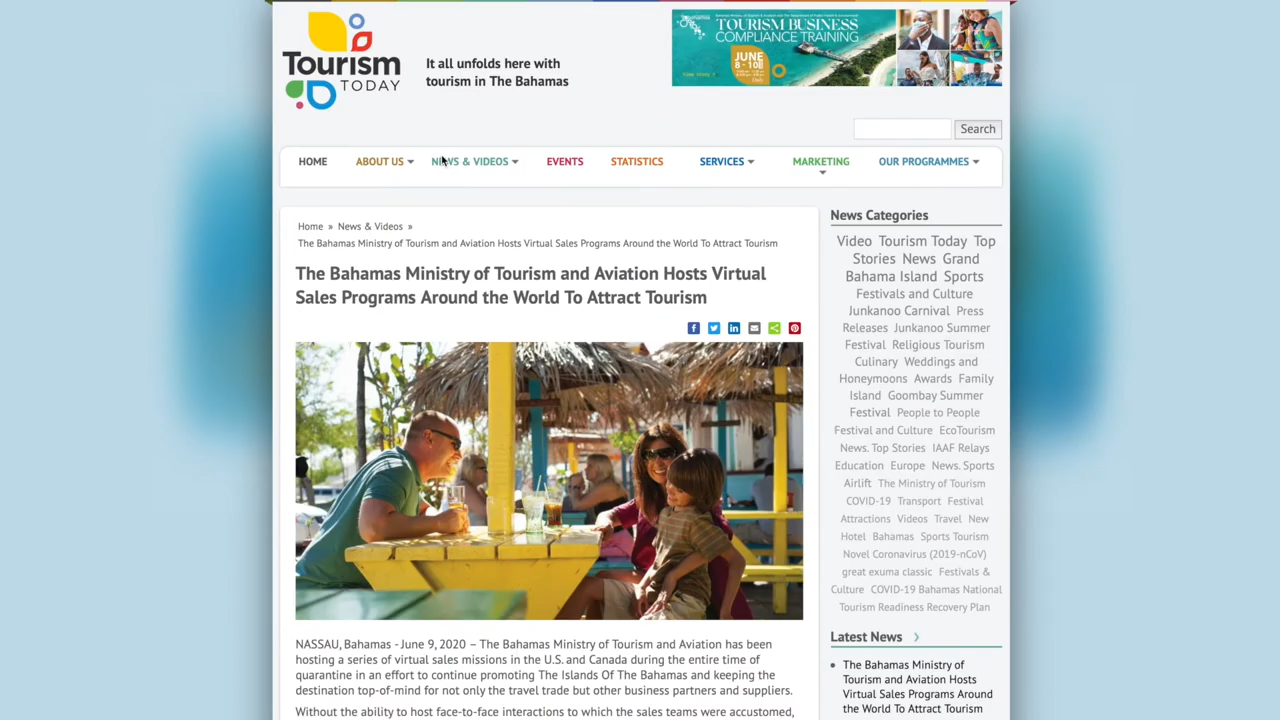 Tourism
TODAY
It all unfolds here with
tourism in The Bahamas
TOURISM BUSINESS
COMPLIANCE TRAINING
JUNE
8 - 10
Search
HOME
ABOUT US
NEWS & VIDEOS
EVENTS
STATISTICS
SERVICES
MARKETING
OUR PROGRAMMES
Home » News & Videos »
The Bahamas Ministry of Tourism and Aviation Hosts Virtual Sales Programs Around the World To Attract Tourism
The Bahamas Ministry of Tourism and Aviation Hosts Virtual
Sales Programs Around the World To Attract Tourism
NASSAU, Bahamas - June 9, 2020 – The Bahamas Ministry of Tourism and Aviation has been
hosting a series of virtual sales missions in the U.S. and Canada during the entire time of
quarantine in an effort to continue promoting The Islands Of The Bahamas and keeping the
destination top-of-mind for not only the travel trade but other business partners and suppliers.
Without the ability to host face-to-face interactions to which the sales teams were accustomed,
News Categories
Video Tourism Today Top
Stories News Grand
Bahama Island Sports
Festivals and Culture
Junkanoo Carnival Press
Releases Junkanoo Summer
Festival Religious Tourism
Culinary Weddings and
Honeymoons Awards Family
Island Goombay Summer
Festival People to People
Festival and Culture EcoTourism
News. Top Stories IAAF Relays
Education Europe News. Sports
Airlift The Ministry of Tourism
COVID-19 Transport Festival
Attractions Videos Travel New
Hotel Bahamas Sports Tourism
Novel Coronavirus (2019-nCoV)
great exuma classic Festivals &
Culture COVID-19 Bahamas National
Tourism Readiness Recovery Plan
Latest News
The Bahamas Ministry of
Tourism and Aviation Hosts
Virtual Sales Programs Around
the World To Attract Tourism